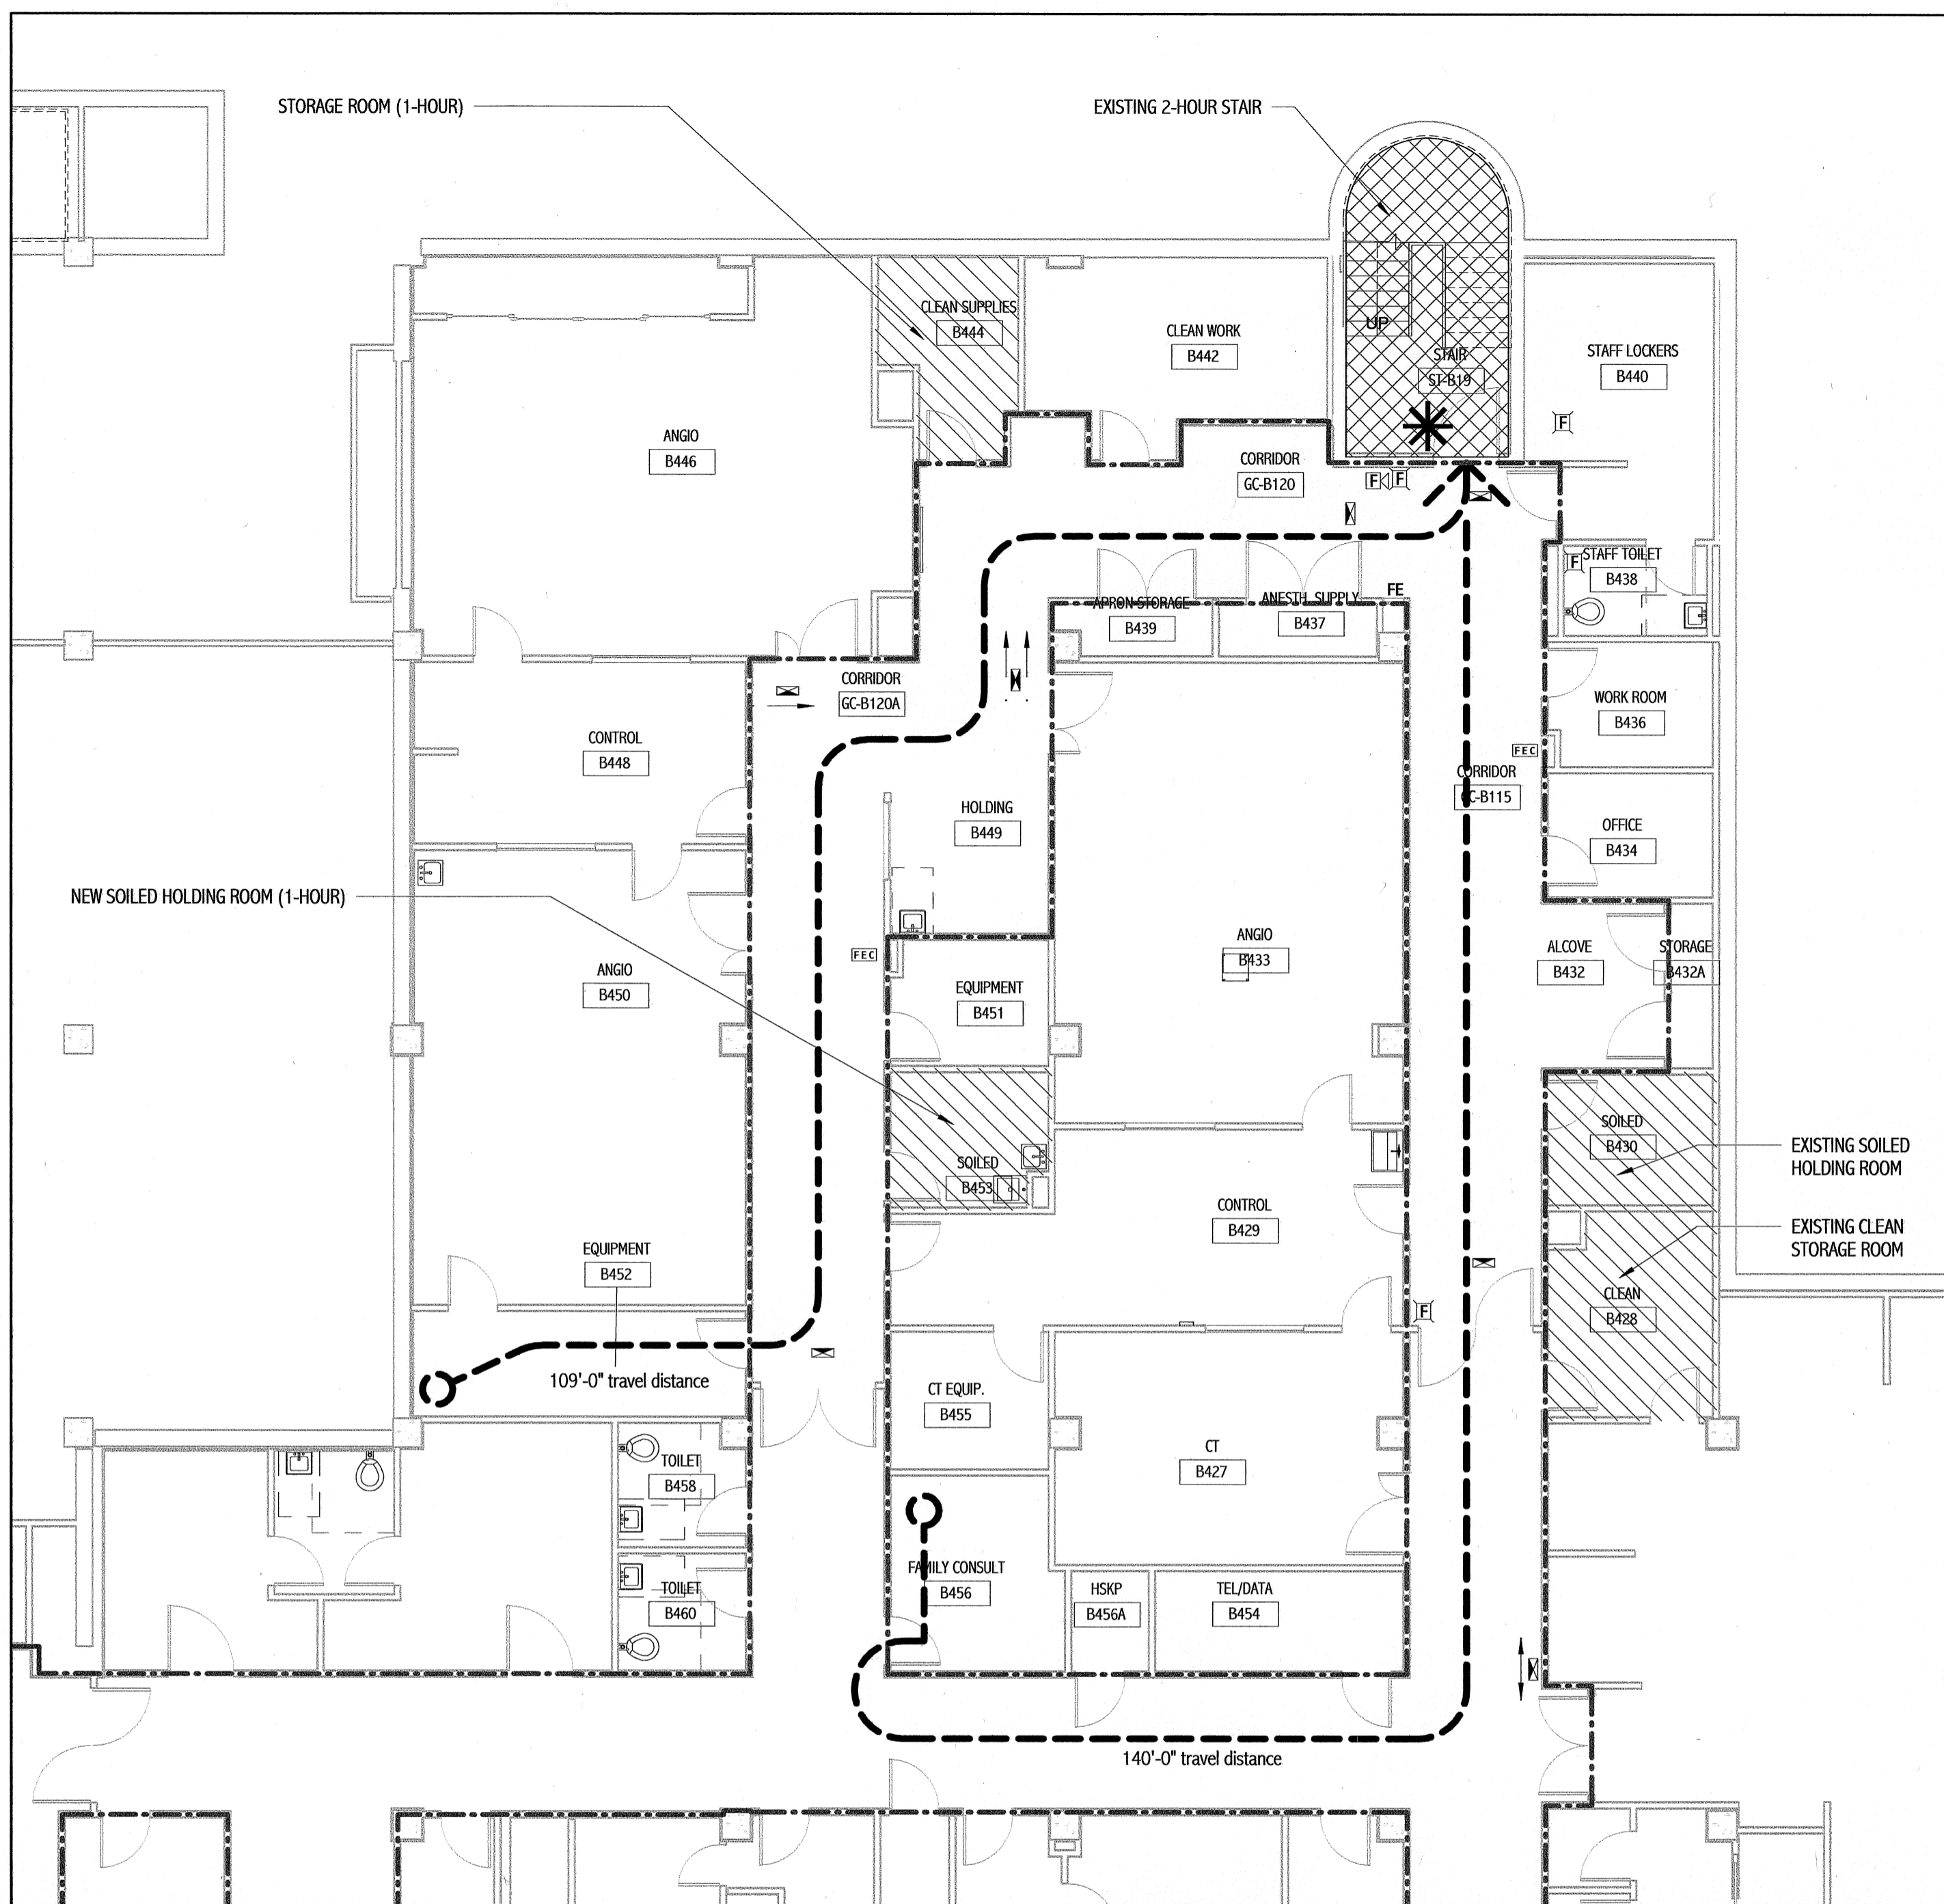 STORAGE ROOM (1-HOUR)
EXISTING 2-HOUR STAIR
CLEAN SUPPLIES
B444
CLEAN WORK
B442
UP
STAIR
ST-B19
STAFF LOCKERS
B440
F
ANGIO
B446
CORRIDOR
GC-B120
F
F
STAFF TOILET
F
B438
FE
APRON STORAGE
B439
ANESTH. SUPPLY
B437
CORRIDOR
GC-B120A
WORK ROOM
B436
CONTROL
B448
FEC
CORRIDOR
GC-B115
HOLDING
B449
OFFICE
B434
NEW SOILED HOLDING ROOM (1-HOUR)
ANGIO
B433
ALCOVE
B432
STORAGE
B432A
FEC
ANGIO
B450
EQUIPMENT
B451
SOILED
B430
EXISTING SOILED
HOLDING ROOM
SOILED
B453
CONTROL
B429
EXISTING CLEAN
STORAGE ROOM
EQUIPMENT
B452
CLEAN
B428
F
109'-0" travel distance
CT EQUIP.
B455
CT
B427
TOILET
B458
FAMILY CONSULT
B456
HSKP
B456A
TEL/DATA
B454
TOILET
B460
140'-0" travel distance